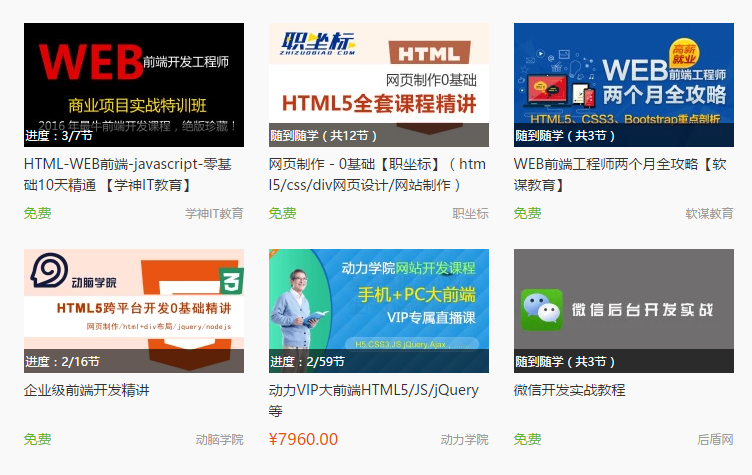 WEB前端开发工程师
商业项目实战特训班
2016 年最牛前端开发课程，绝版珍藏！
进度：3/7节
HTML-WEB前端-javascript-零基
础10天精通 【学神IT教育】
免费
学神IT教育
职坐标
ZHIZUOBIAO.COM
HTML
网页制作0基础
HTML5全套课程精讲
随到随学（共12节）
网页制作 - 0基础【职坐标】（htm
l5/css/div网页设计/网站制作）
免费
职坐标
高薪
就业
WEB前端工程师
两个月全攻略
HTML5、CSS3、Bootstrap重点剖析
随到随学（共3节）
WEB前端工程师两个月全攻略【软
谋教育】
免费
软谋教育
动脑学院
3
HTML5跨平台开发0基础精讲
网页制作/html+div布局/jquery/nodejs
进度：2/16节
企业级前端开发精讲
免费
动脑学院
动力学院网站开发课程
手机+PC大前端
VIP专属直播课
H5,CSS3,JS,jQuery,Ajax
进度：2/59节
动力VIP大前端HTML5/JS/jQuery
等
¥7960.00
动力学院
微信后台开发实战
随到随学（共3节）
微信开发实战教程
免费
后盾网